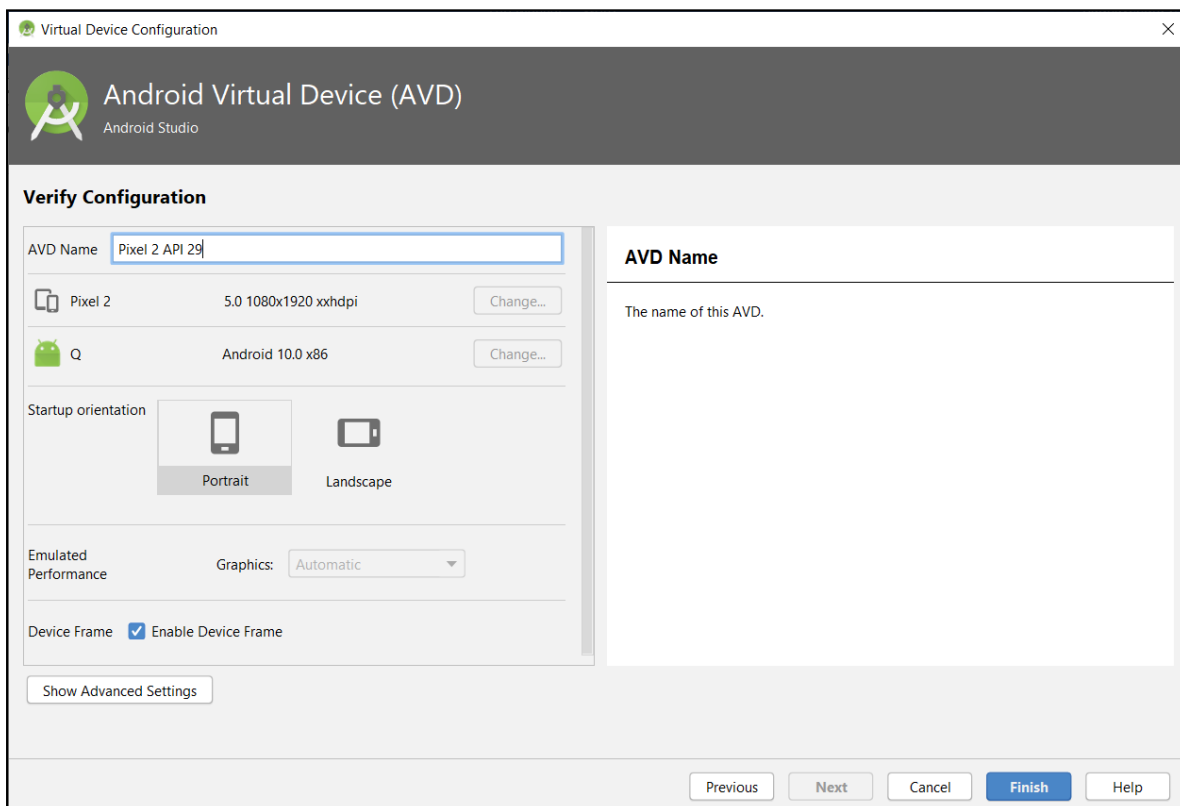 Virtual Device Configuration
Android Virtual Device (AVD)
Android Studio
Verify Configuration
AVD Name Pixel 2 API 29
Pixel 2 5.0 1080x1920 xxhdpi Change...
Q Android 10.0 x86 Change...
Startup orientation
Portrait Landscape
Emulated
Performance
Graphics: Automatic
Device Frame Enable Device Frame
Show Advanced Settings
AVD Name
The name of this AVD.
Previous Next Cancel Finish Help